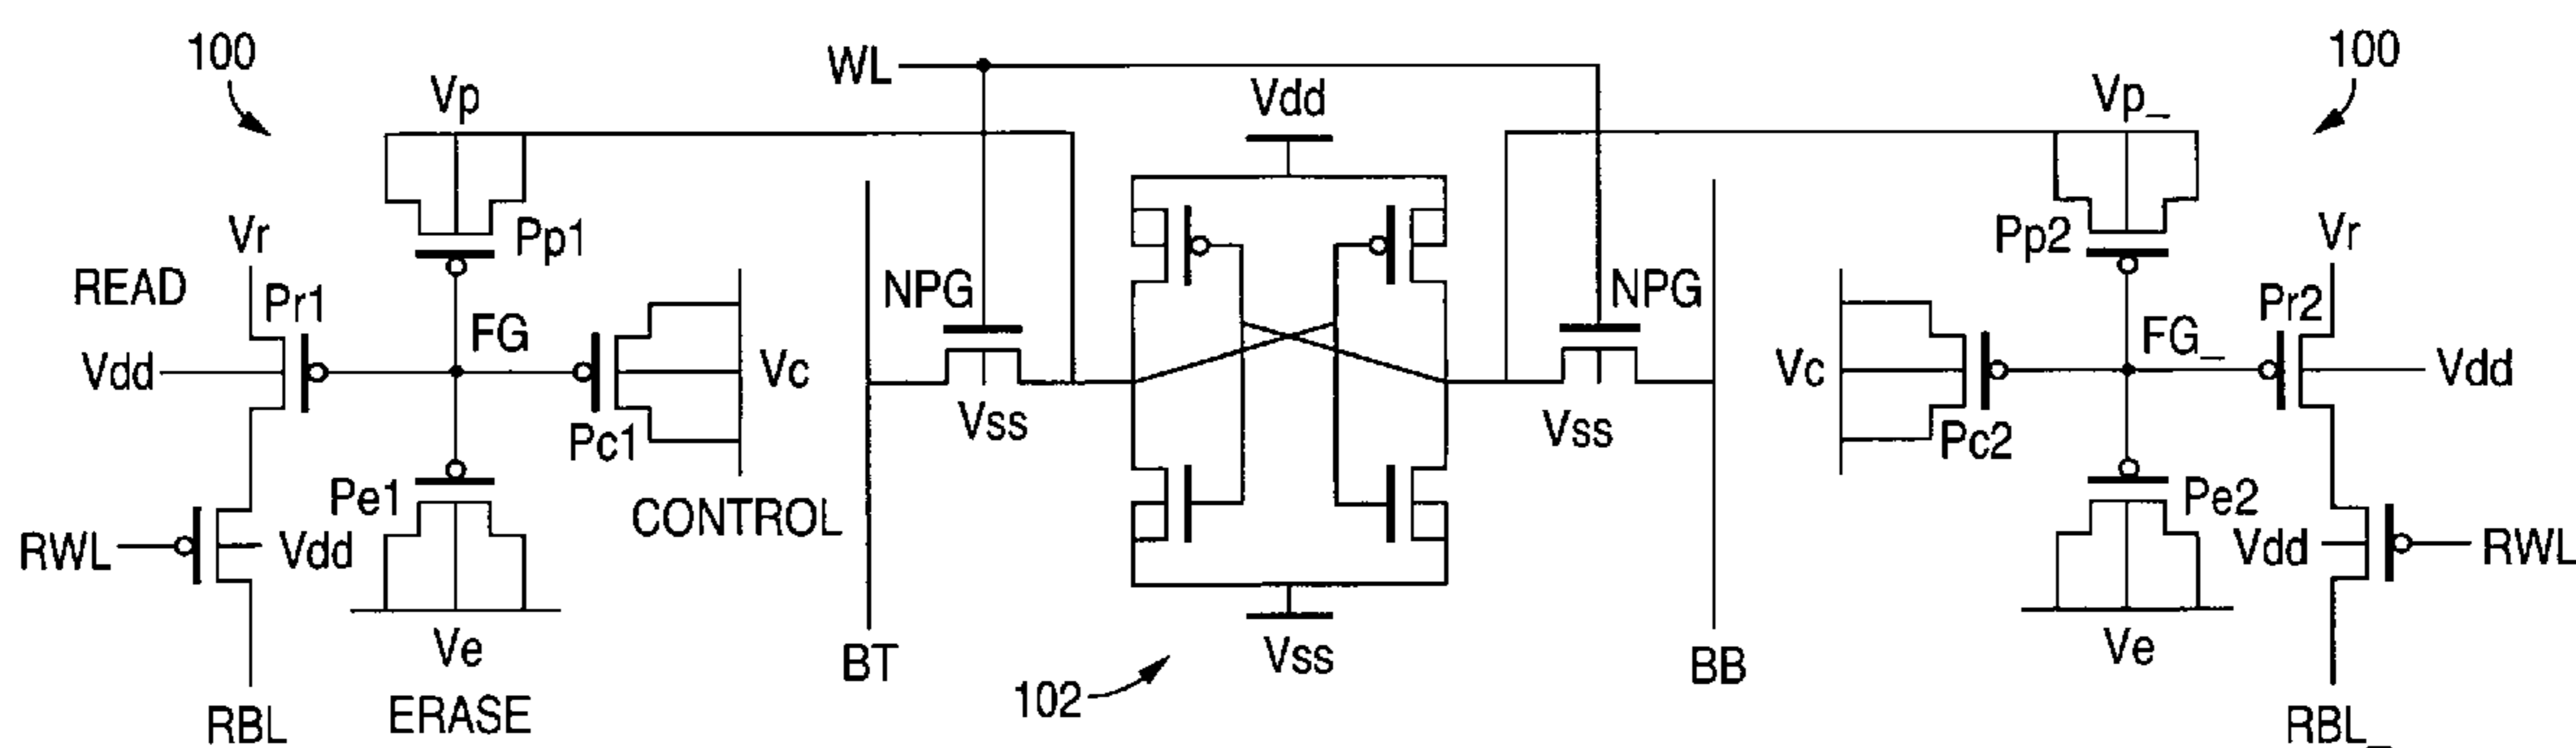 100
WL
100
Vp
Vdd
Vp_
Vr
Pp1
Pp2
Vr
READ
Pr1
NPG
NPG
Pr2
FG
FG_
Vdd
Vc
Vc
Vdd
Pc1
Vss
Vss
Pc2
Pe1
Pe2
CONTROL
RWL
Vdd
Vdd
RWL
Ve
BT
Vss
BB
Ve
102
RBL
ERASE
RBL_